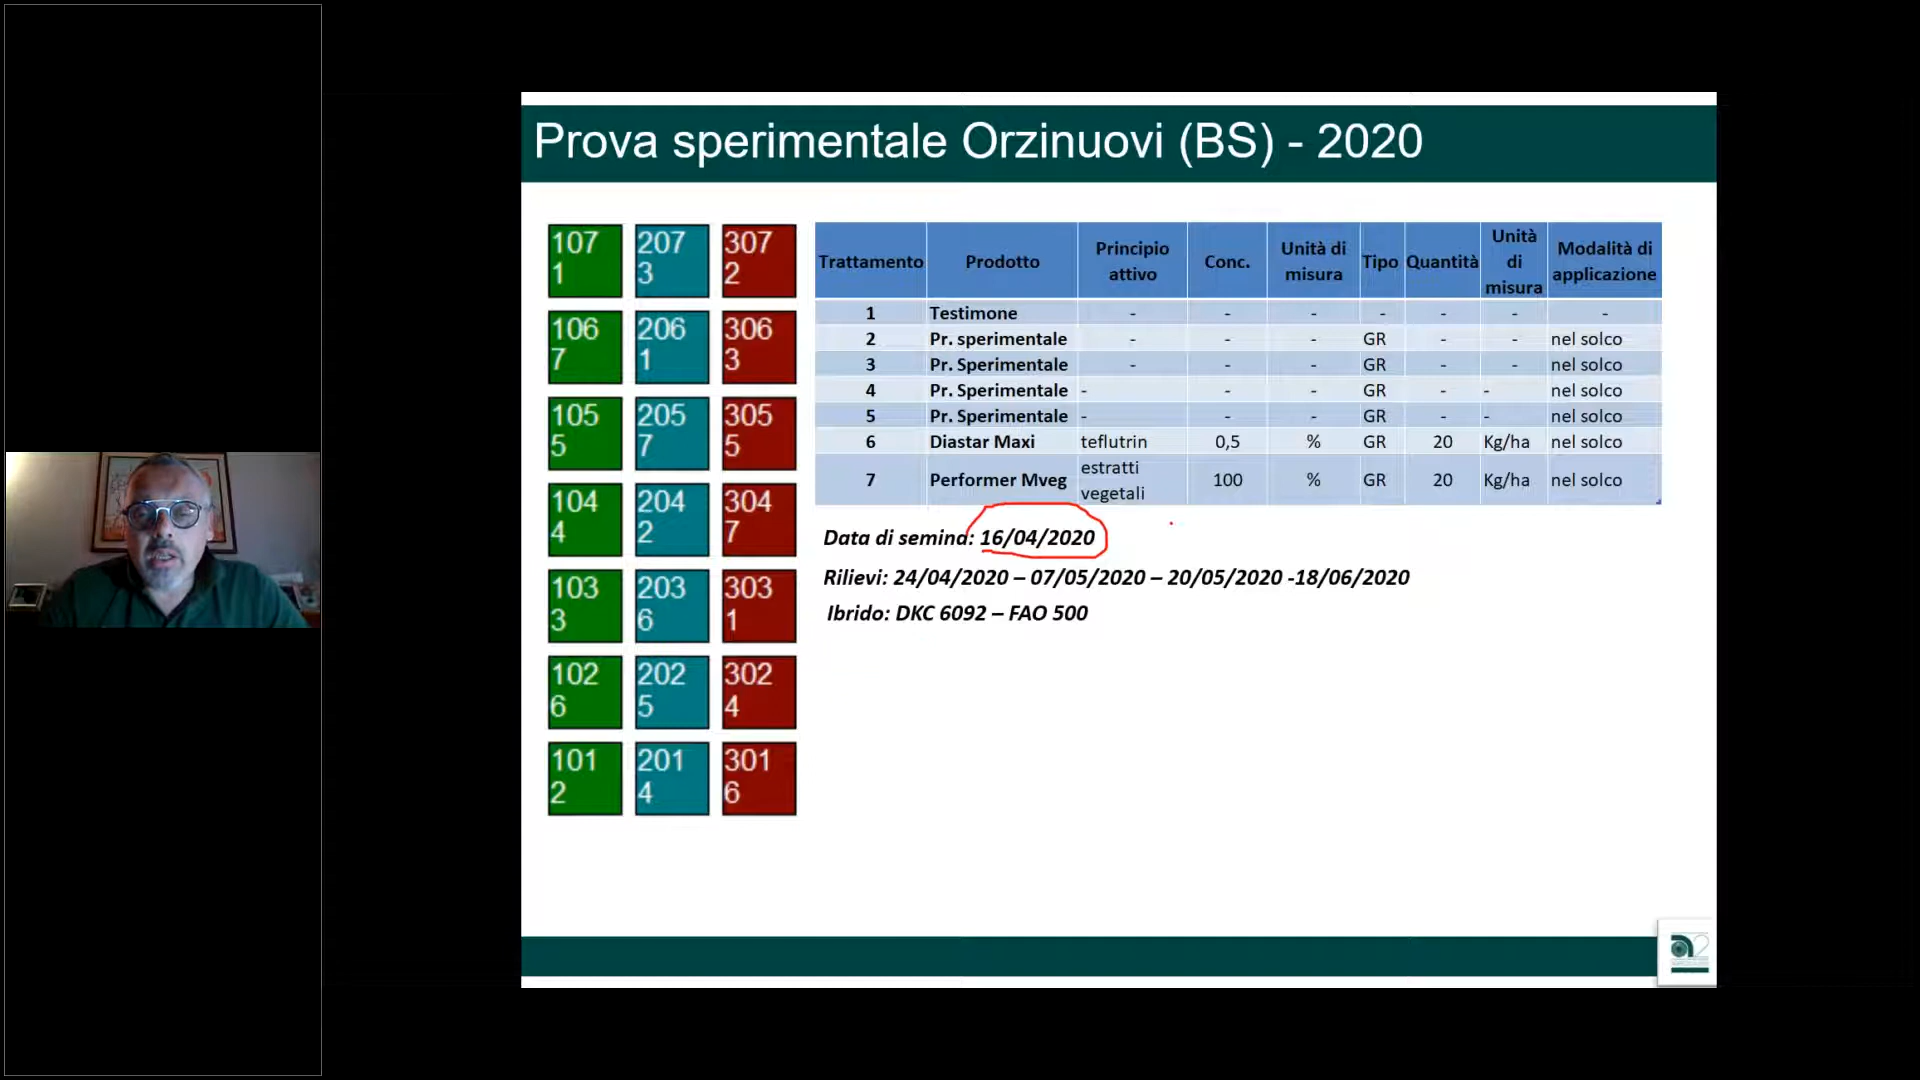 Prova sperimentale Orzinuovi (BS) - 2020
107 207 307
1 3 2
106 206 306
7 1 3
105 205 305
5 7 5
104 204 304
4 2 7
103 203 303
3 6 1
102 202 302
6 5 4
101 201 301
2 4 6
Trattamento Prodotto Principio attivo Conc. Unità di misura Tipo Quantità Unità di misura Modalità di applicazione
1 Testimone - - - - - - -
2 Pr. sperimentale - - - GR - - nel solco
3 Pr. Sperimentale - - - GR - - nel solco
4 Pr. Sperimentale - - - GR - - nel solco
5 Pr. Sperimentale - - - GR - - nel solco
6 Diastar Maxi teflutrin 0,5 % GR 20 Kg/ha nel solco
7 Performer Mveg estratti vegetali 100 % GR 20 Kg/ha nel solco
Data di semina: 16/04/2020
Rilievi: 24/04/2020 – 07/05/2020 – 20/05/2020 -18/06/2020
Ibrido: DKC 6092 – FAO 500